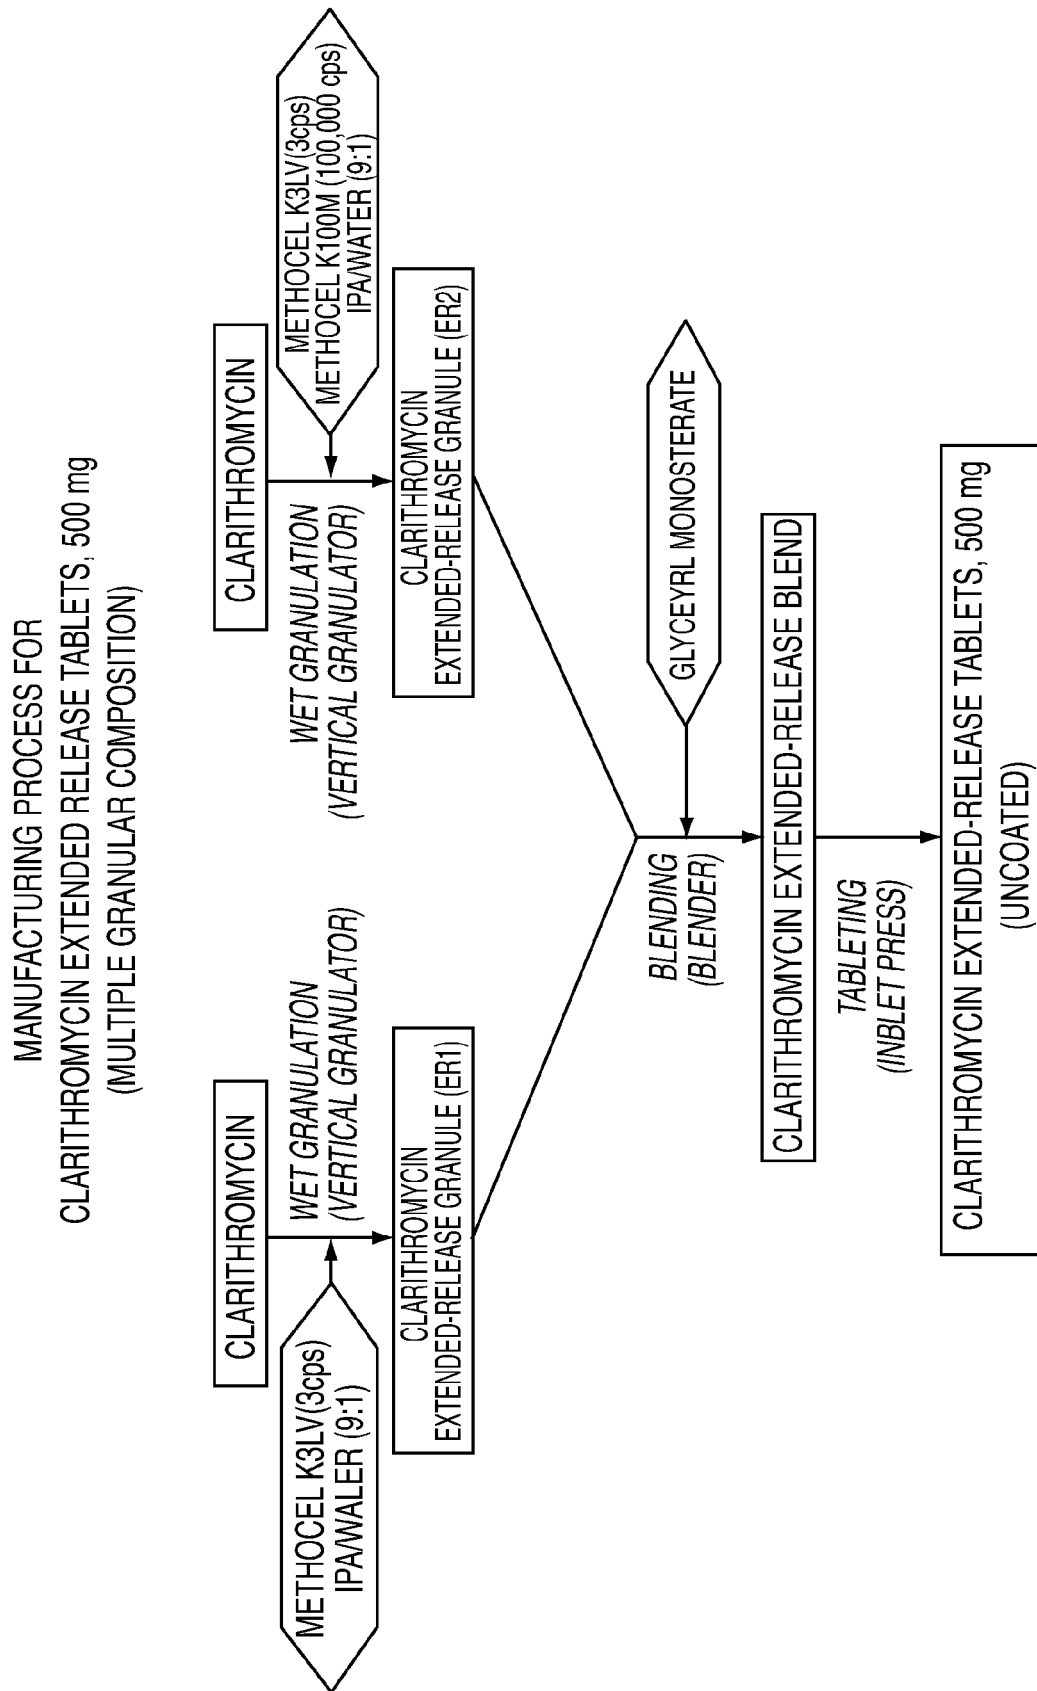 MANUFACTURING PROCESS FOR
CLARITHROMYCIN EXTENDED RELEASE TABLETS, 500 mg
(MULTIPLE GRANULAR COMPOSITION)
CLARITHROMYCIN
METHOCEL K3LV(3cps)
IPA/WALER (9:1)
WET GRANULATION
(VERTICAL GRANULATOR)
CLARITHROMYCIN
EXTENDED-RELEASE GRANULE (ER1)
CLARITHROMYCIN
METHOCEL K3LV(3cps)
METHOCEL K100M (100,000 cps)
IPA/WATER (9:1)
WET GRANULATION
(VERTICAL GRANULATOR)
CLARITHROMYCIN
EXTENDED-RELEASE GRANULE (ER2)
BLENDING
(BLENDER)
GLYCEYRL MONOSTERATE
CLARITHROMYCIN EXTENDED-RELEASE BLEND
TABLETING
(INBLET PRESS)
CLARITHROMYCIN EXTENDED-RELEASE TABLETS, 500 mg
(UNCOATED)